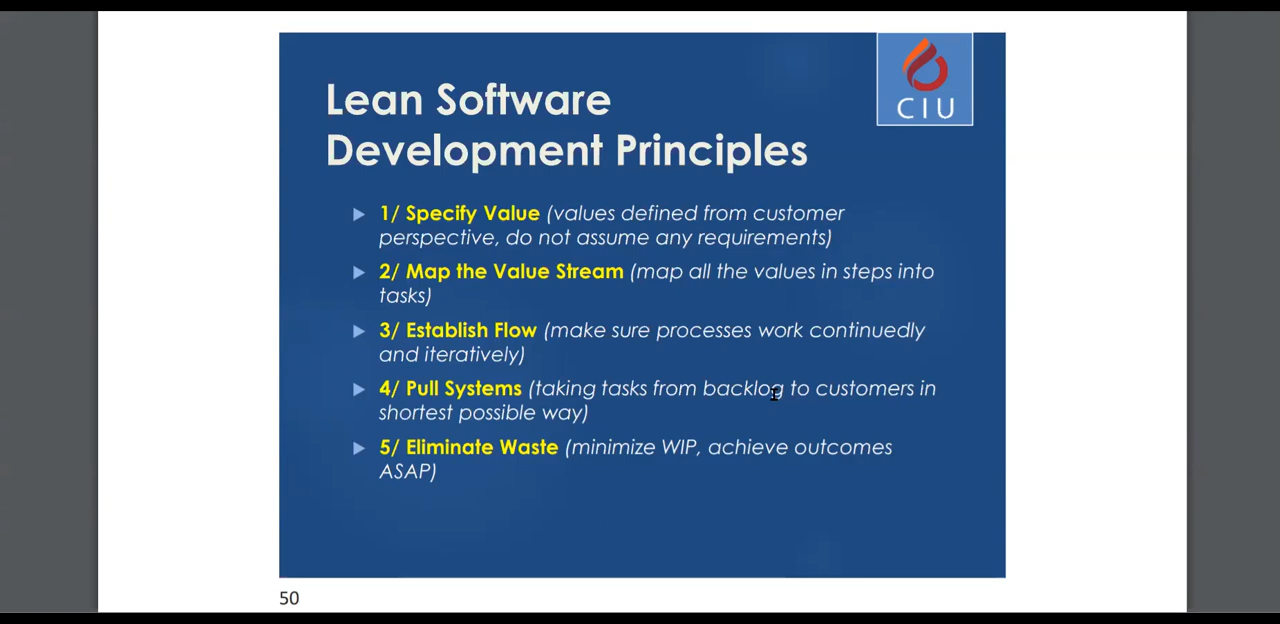 CIU
Lean Software
Development Principles
1/ Specify Value (values defined from customer
perspective, do not assume any requirements)
2/ Map the Value Stream (map all the values in steps into
tasks)
3/ Establish Flow (make sure processes work continuedly
and iteratively)
4/ Pull Systems (taking tasks from backlog to customers in
shortest possible way)
5/ Eliminate Waste (minimize WIP, achieve outcomes
ASAP)
50